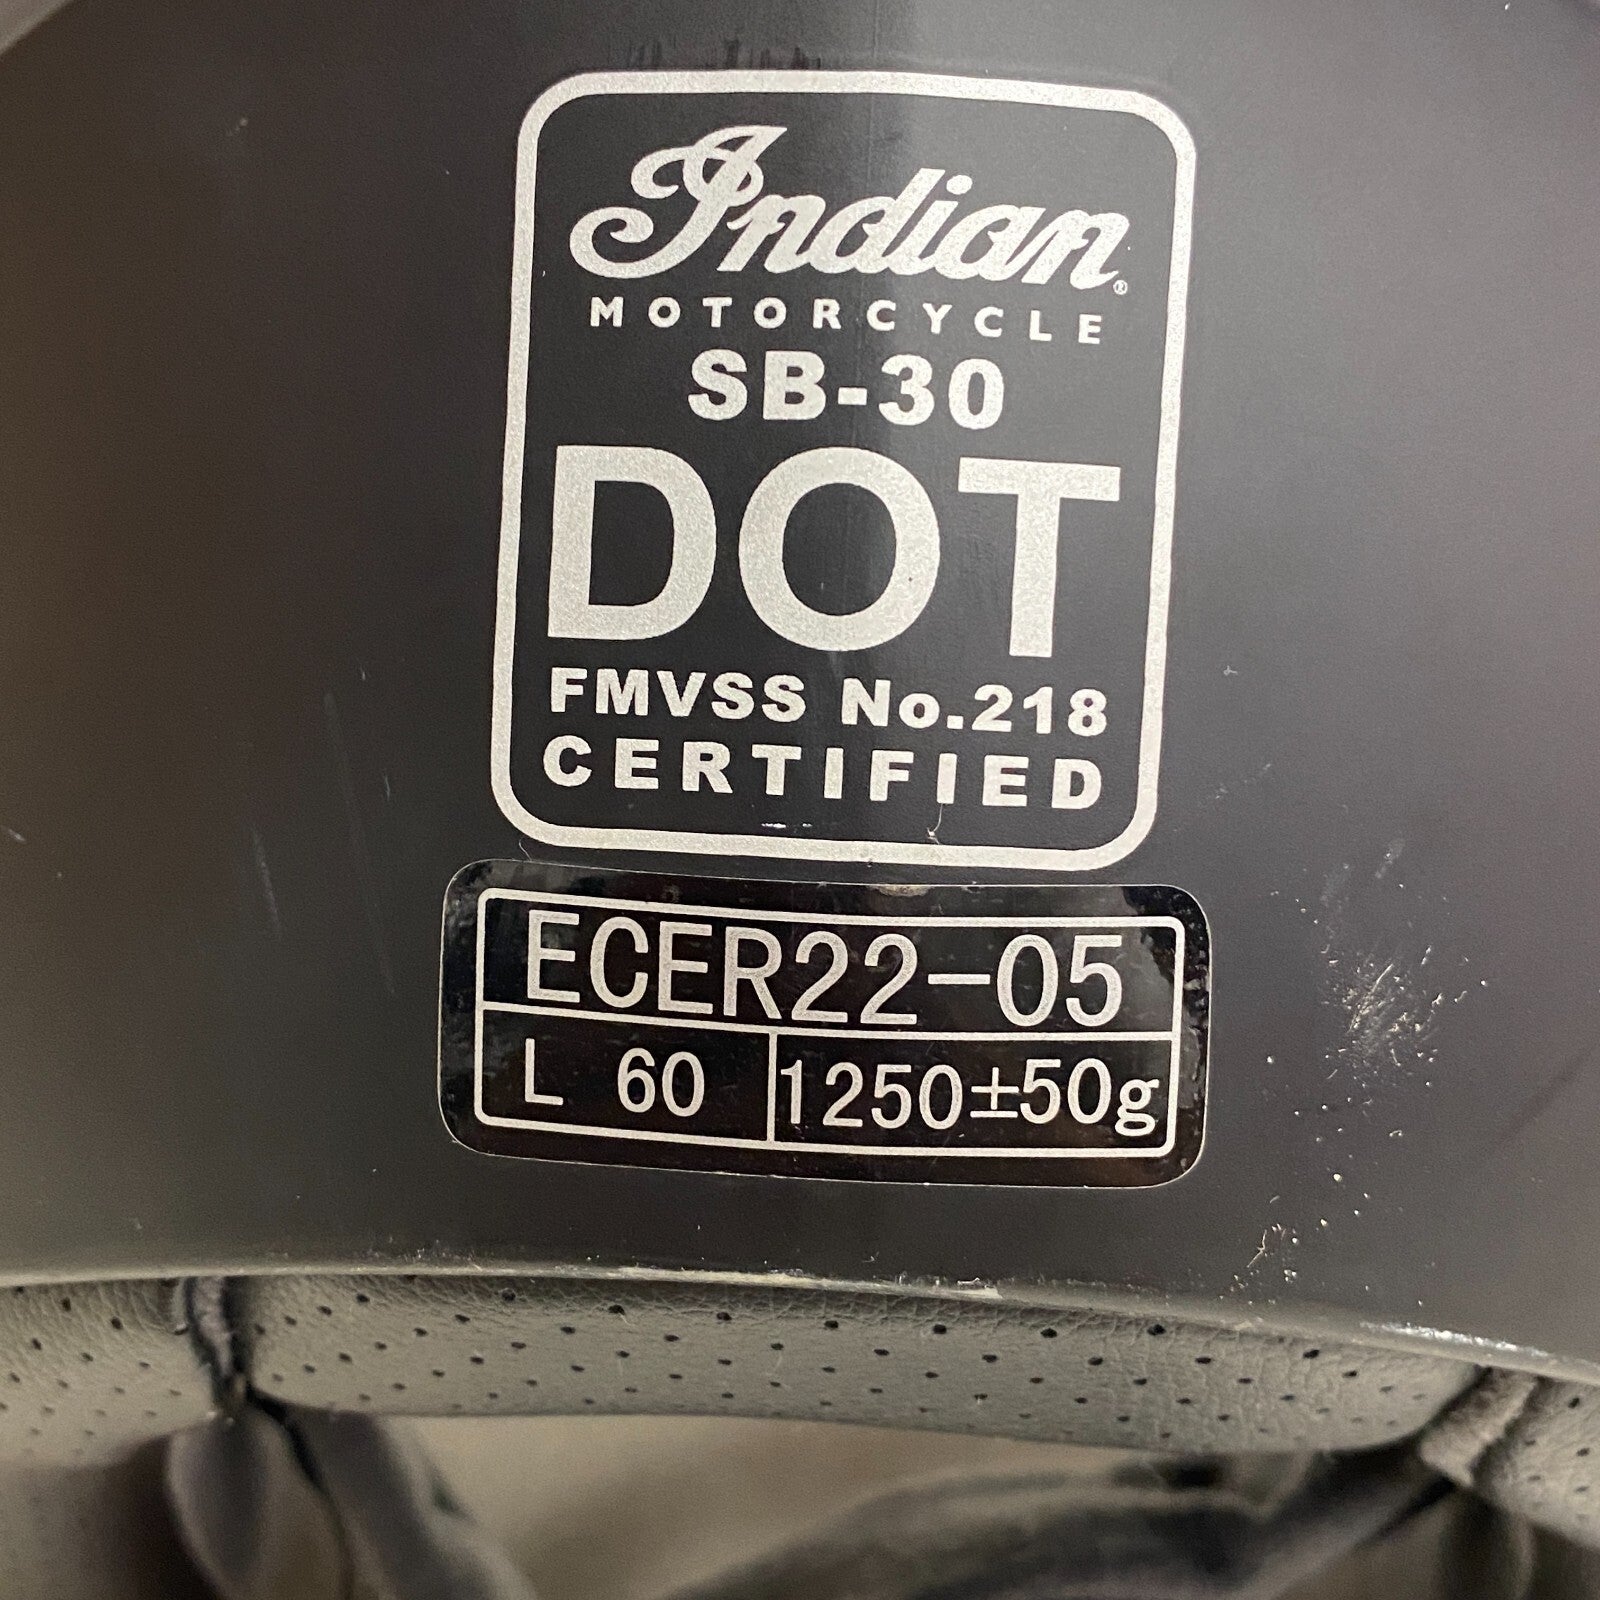 Indian®
MOTORCYCLE
SB-30
DOT
FMVSS No.218
CERTIFIED
ECER22-05
L 60 1250±50g